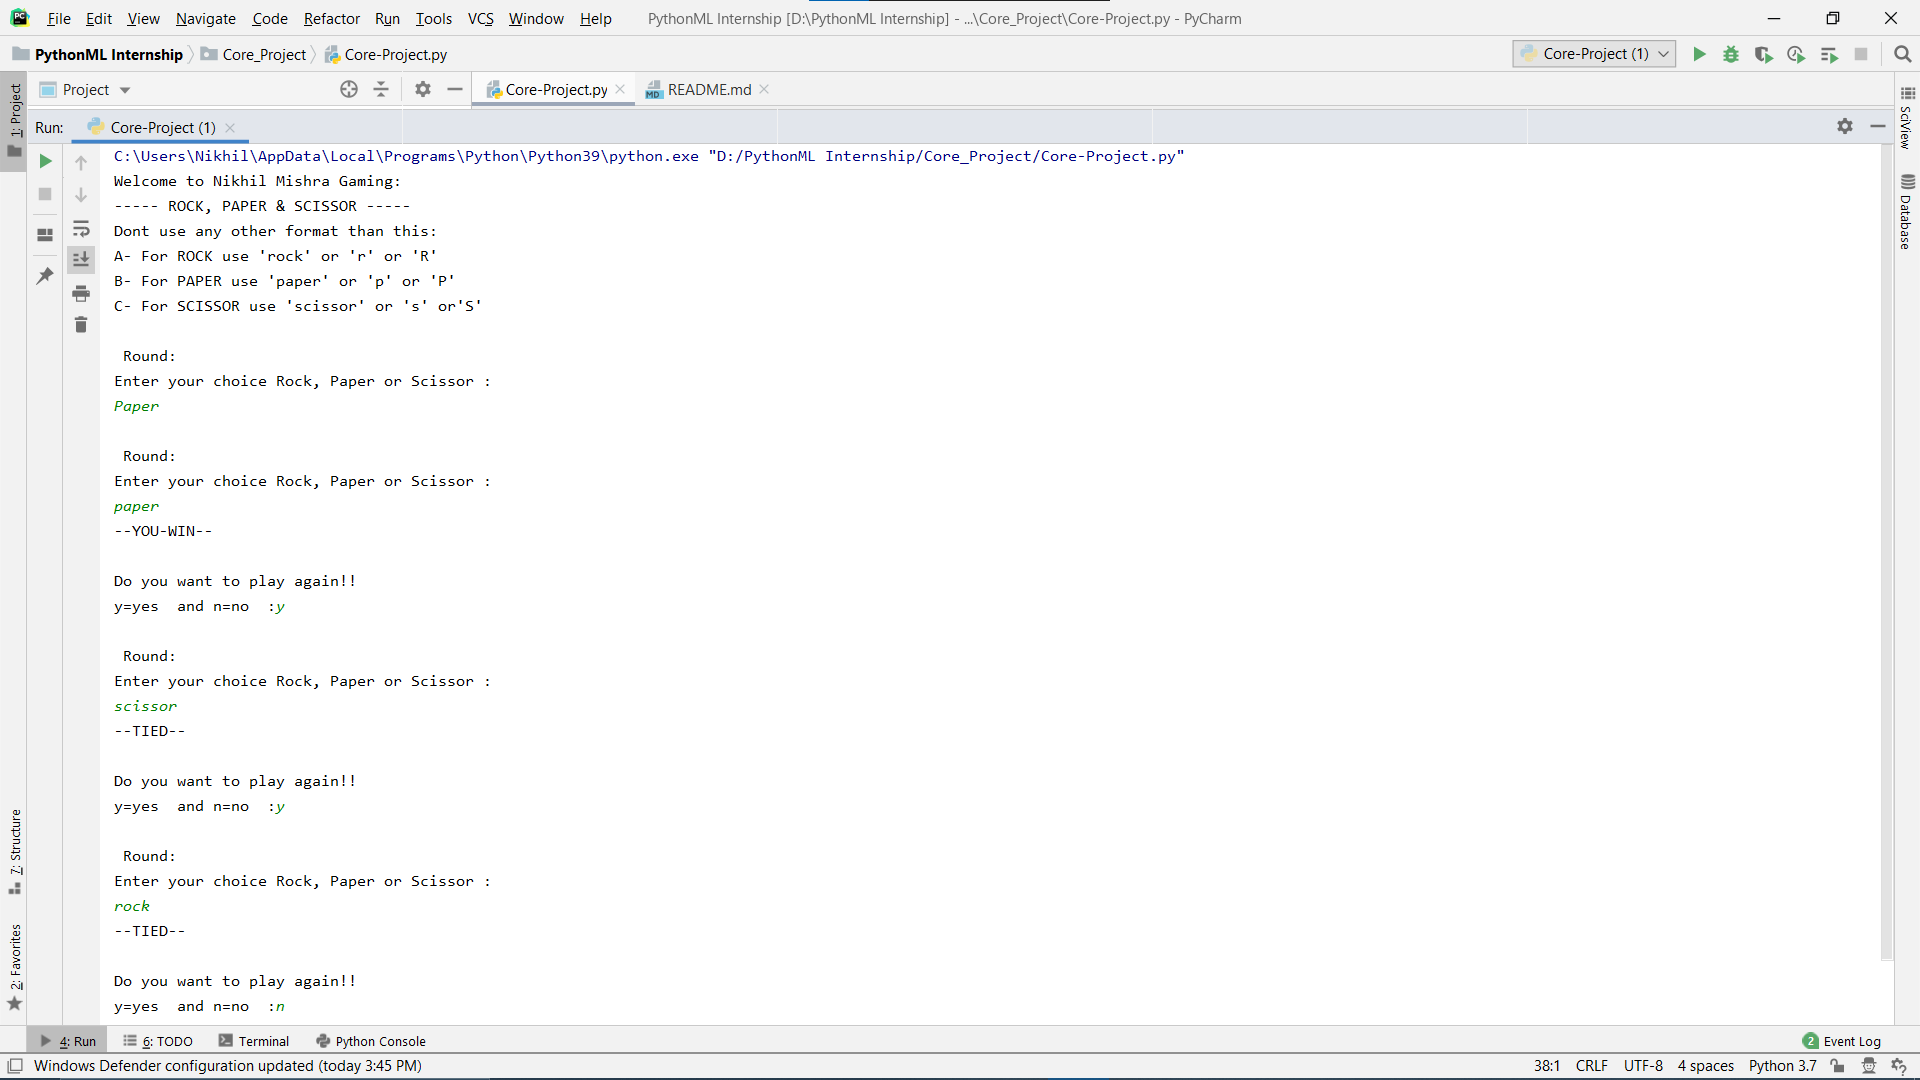 File Edit View Navigate Code Refactor Run Tools VCS Window Help PythonML Internship [D:\PythonML Internship] - ...\Core_Project\Core-Project.py - PyCharm
PythonML Internship Core_Project Core-Project.py Core-Project (1)
Project Core-Project.py README.md
Run: Core-Project (1)
C:\Users\Nikhil\AppData\Local\Programs\Python\Python39\python.exe "D:/PythonML Internship/Core_Project/Core-Project.py"
Welcome to Nikhil Mishra Gaming:
----- ROCK, PAPER & SCISSOR -----
Dont use any other format than this:
A- For ROCK use 'rock' or 'r' or 'R'
B- For PAPER use 'paper' or 'p' or 'P'
C- For SCISSOR use 'scissor' or 's' or'S'
Round:
Enter your choice Rock, Paper or Scissor :
Paper
Round:
Enter your choice Rock, Paper or Scissor :
paper
--YOU-WIN--
Do you want to play again!!
y=yes  and n=no  :y
Round:
Enter your choice Rock, Paper or Scissor :
scissor
--TIED--
Do you want to play again!!
y=yes  and n=no  :y
Round:
Enter your choice Rock, Paper or Scissor :
rock
--TIED--
Do you want to play again!!
y=yes  and n=no  :n
1: Project
7: Structure
2: Favorites
SciView
Database
4: Run 6: TODO Terminal Python Console 2 Event Log
Windows Defender configuration updated (today 3:45 PM) 38:1 CRLF UTF-8 4 spaces Python 3.7